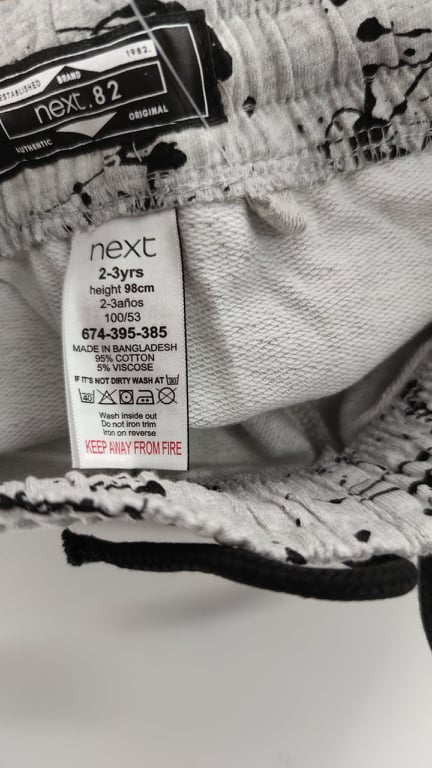 1982.
ESTABLISHED BRAND
next.82
AUTHENTIC ORIGINAL
next
2-3yrs
height 98cm
2-3años
100/53
674-395-385
MADE IN BANGLADESH
95% COTTON
5% VISCOSE
IF IT'S NOT DIRTY WASH AT 30
40
Wash inside out
Do not iron trim
Iron on reverse
KEEP AWAY FROM FIRE